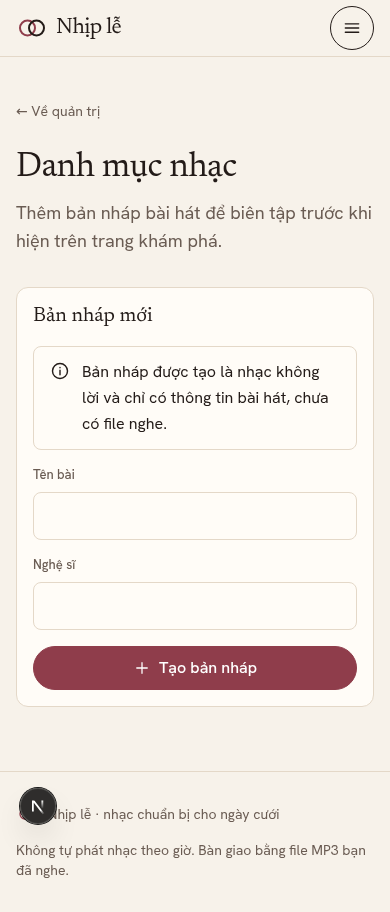 Nhịp lễ
← Về quản trị
Danh mục nhạc
Thêm bản nháp bài hát để biên tập trước khi
hiện trên trang khám phá.
Bản nháp mới
Bản nháp được tạo là nhạc không
lời và chỉ có thông tin bài hát, chưa
có file nghe.
Tên bài
Nghệ sĩ
+ Tạo bản nháp
N
Nhịp lễ · nhạc chuẩn bị cho ngày cưới
Không tự phát nhạc theo giờ. Bàn giao bằng file MP3 bạn
đã nghe.